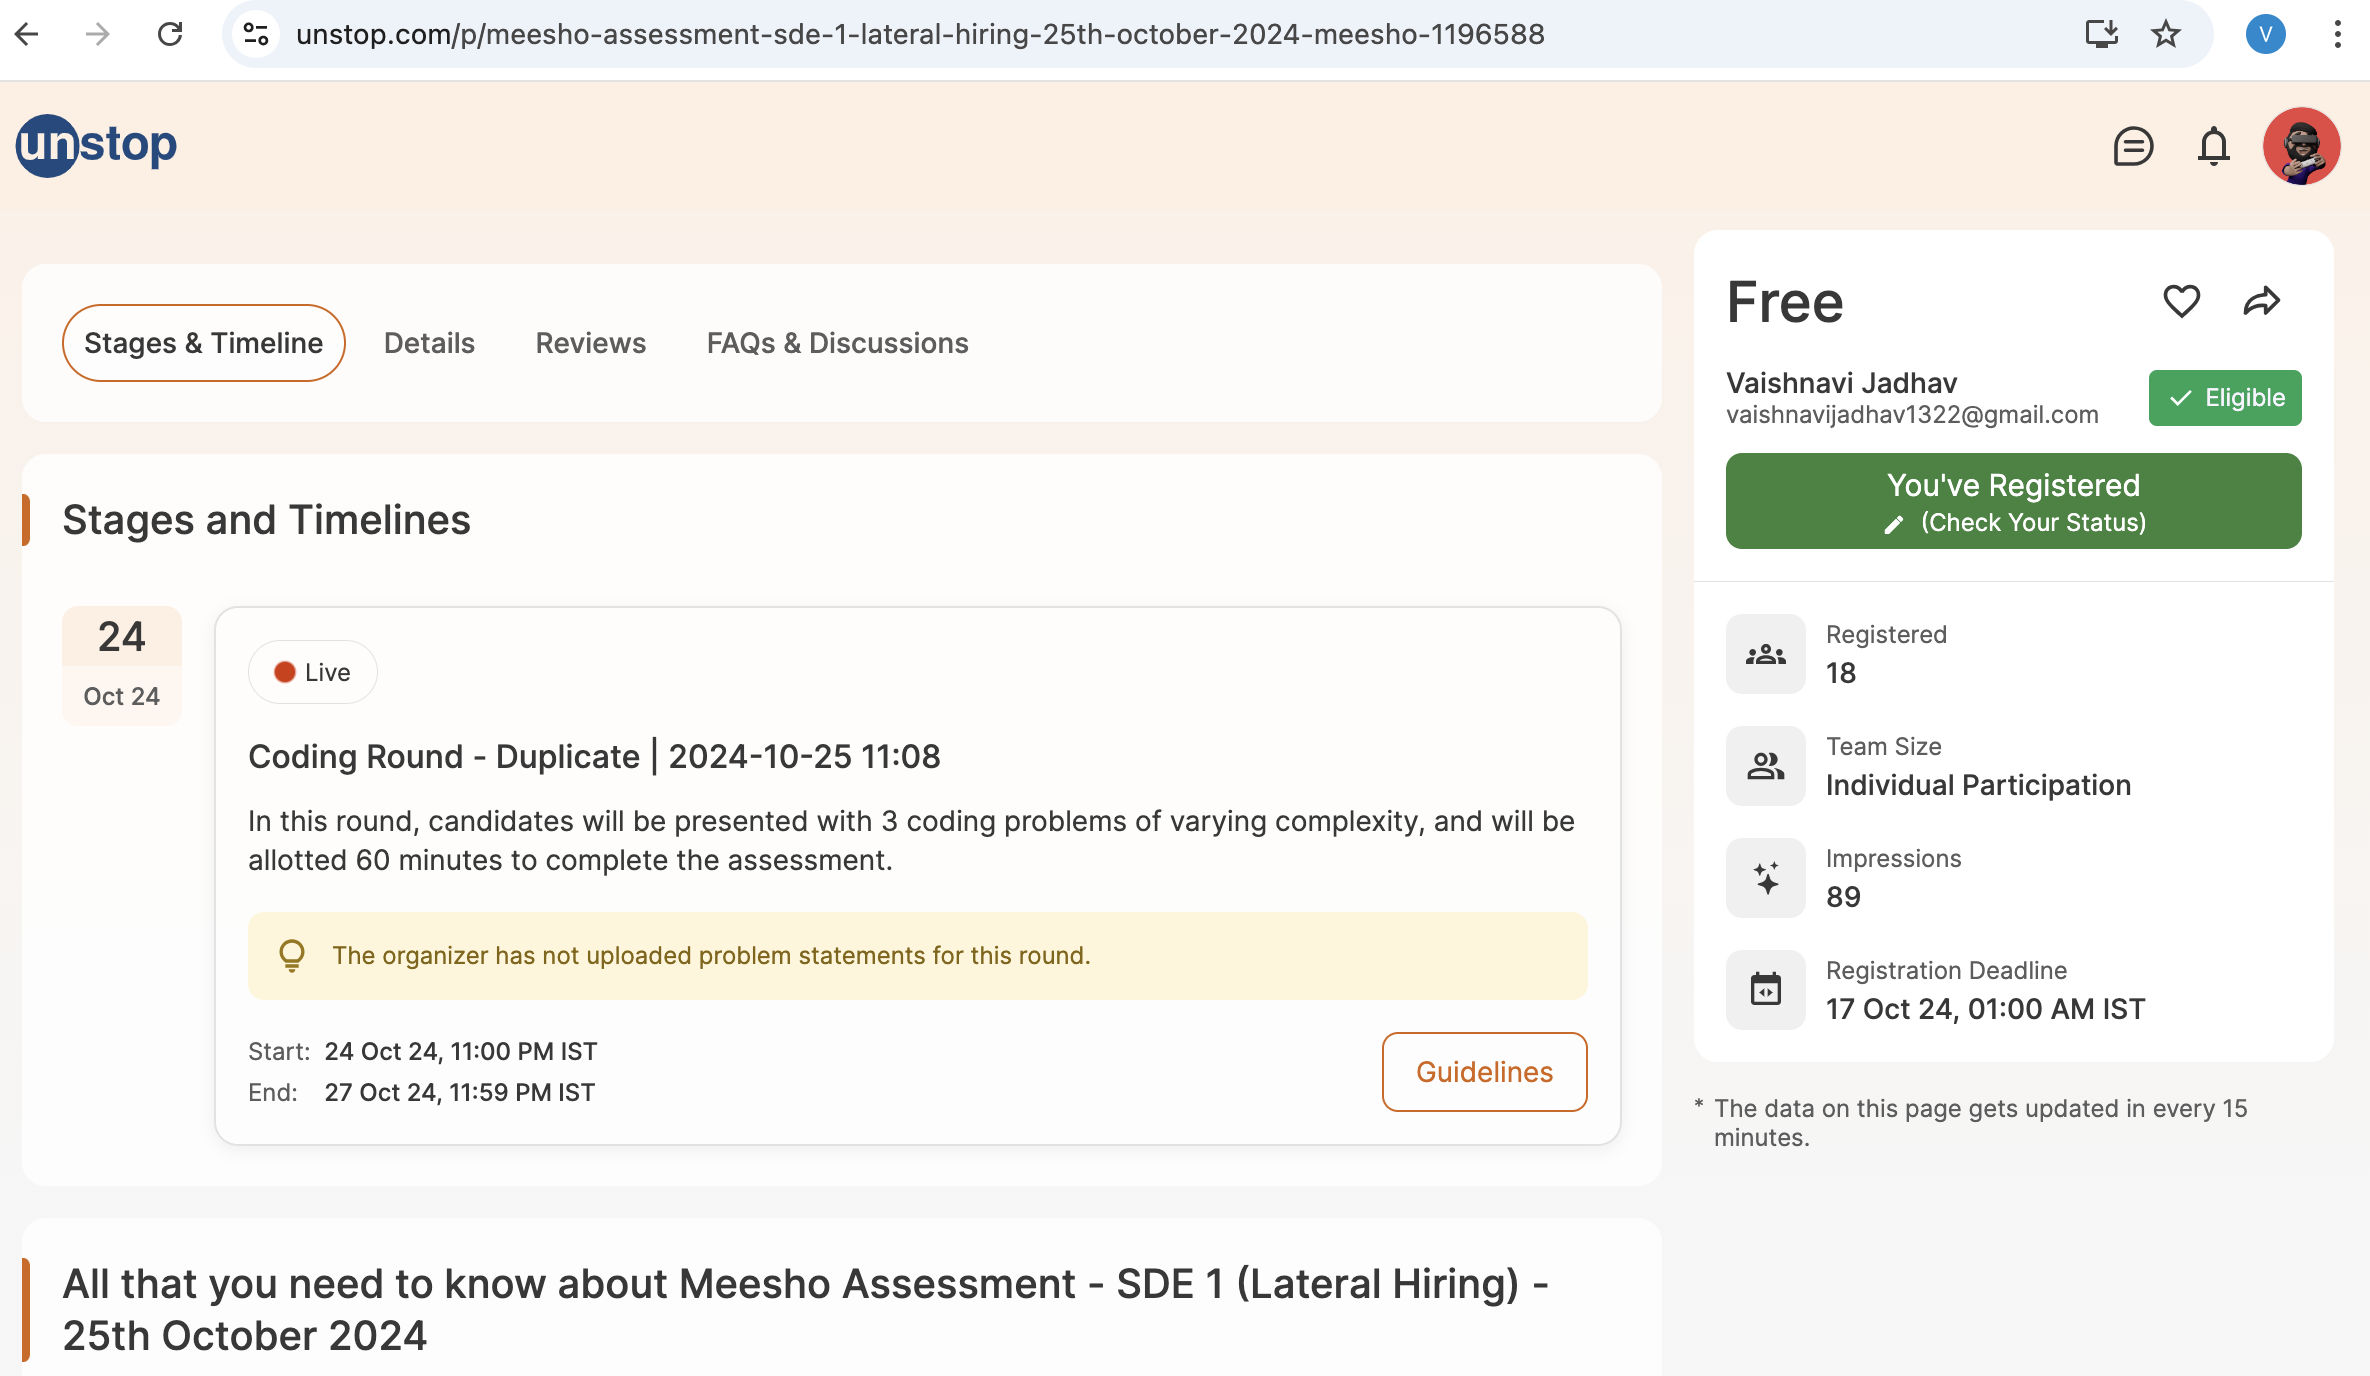 unstop.com/p/meesho-assessment-sde-1-lateral-hiring-25th-october-2024-meesho-1196588
V
unstop
Stages & Timeline
Details
Reviews
FAQs & Discussions
Stages and Timelines
24
Oct 24
Live
Coding Round - Duplicate | 2024-10-25 11:08
In this round, candidates will be presented with 3 coding problems of varying complexity, and will be
allotted 60 minutes to complete the assessment.
The organizer has not uploaded problem statements for this round.
Start: 24 Oct 24, 11:00 PM IST
End: 27 Oct 24, 11:59 PM IST
Guidelines
All that you need to know about Meesho Assessment - SDE 1 (Lateral Hiring) -
25th October 2024
Free
Vaishnavi Jadhav
vaishnavijadhav1322@gmail.com
Eligible
You've Registered
(Check Your Status)
Registered
18
Team Size
Individual Participation
Impressions
89
Registration Deadline
17 Oct 24, 01:00 AM IST
* The data on this page gets updated in every 15
minutes.